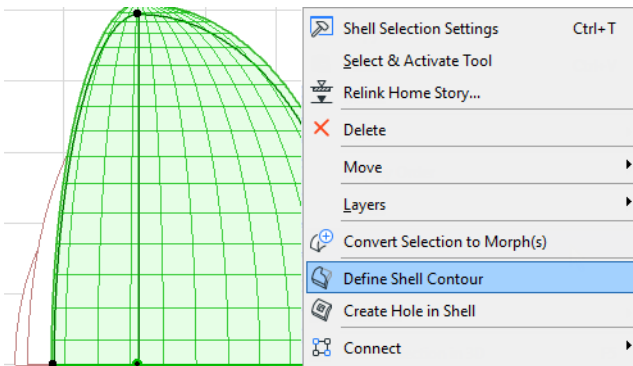 Shell Selection Settings Ctrl+T
Select & Activate Tool
Relink Home Story...
Delete
Move
Layers
Convert Selection to Morph(s)
Define Shell Contour
Create Hole in Shell
Connect